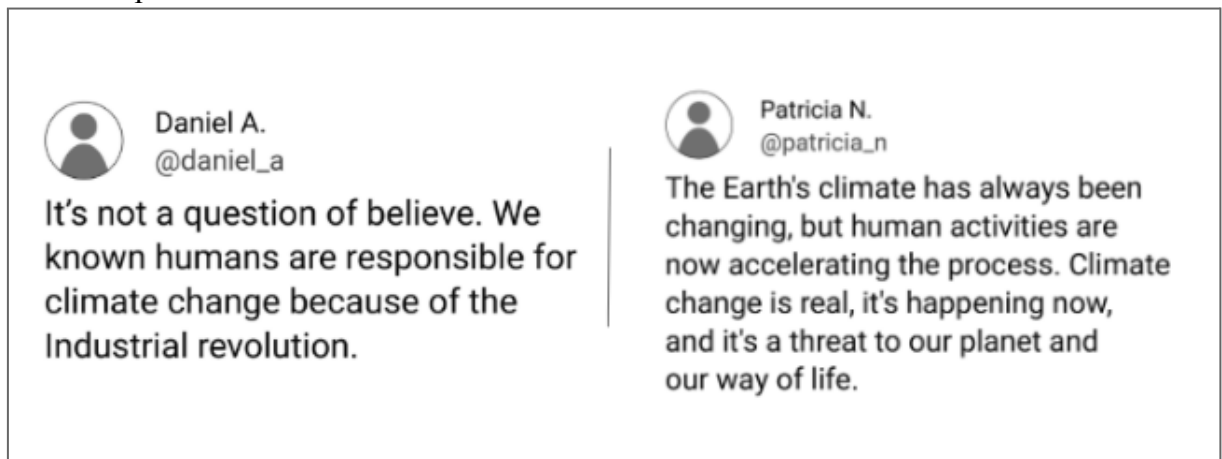 Daniel A.
@daniel_a
It's not a question of believe. We
known humans are responsible for
climate change because of the
Industrial revolution.
Patricia N.
@patricia_n
The Earth's climate has always been
changing, but human activities are
now accelerating the process. Climate
change is real, it's happening now,
and it's a threat to our planet and
our way of life.